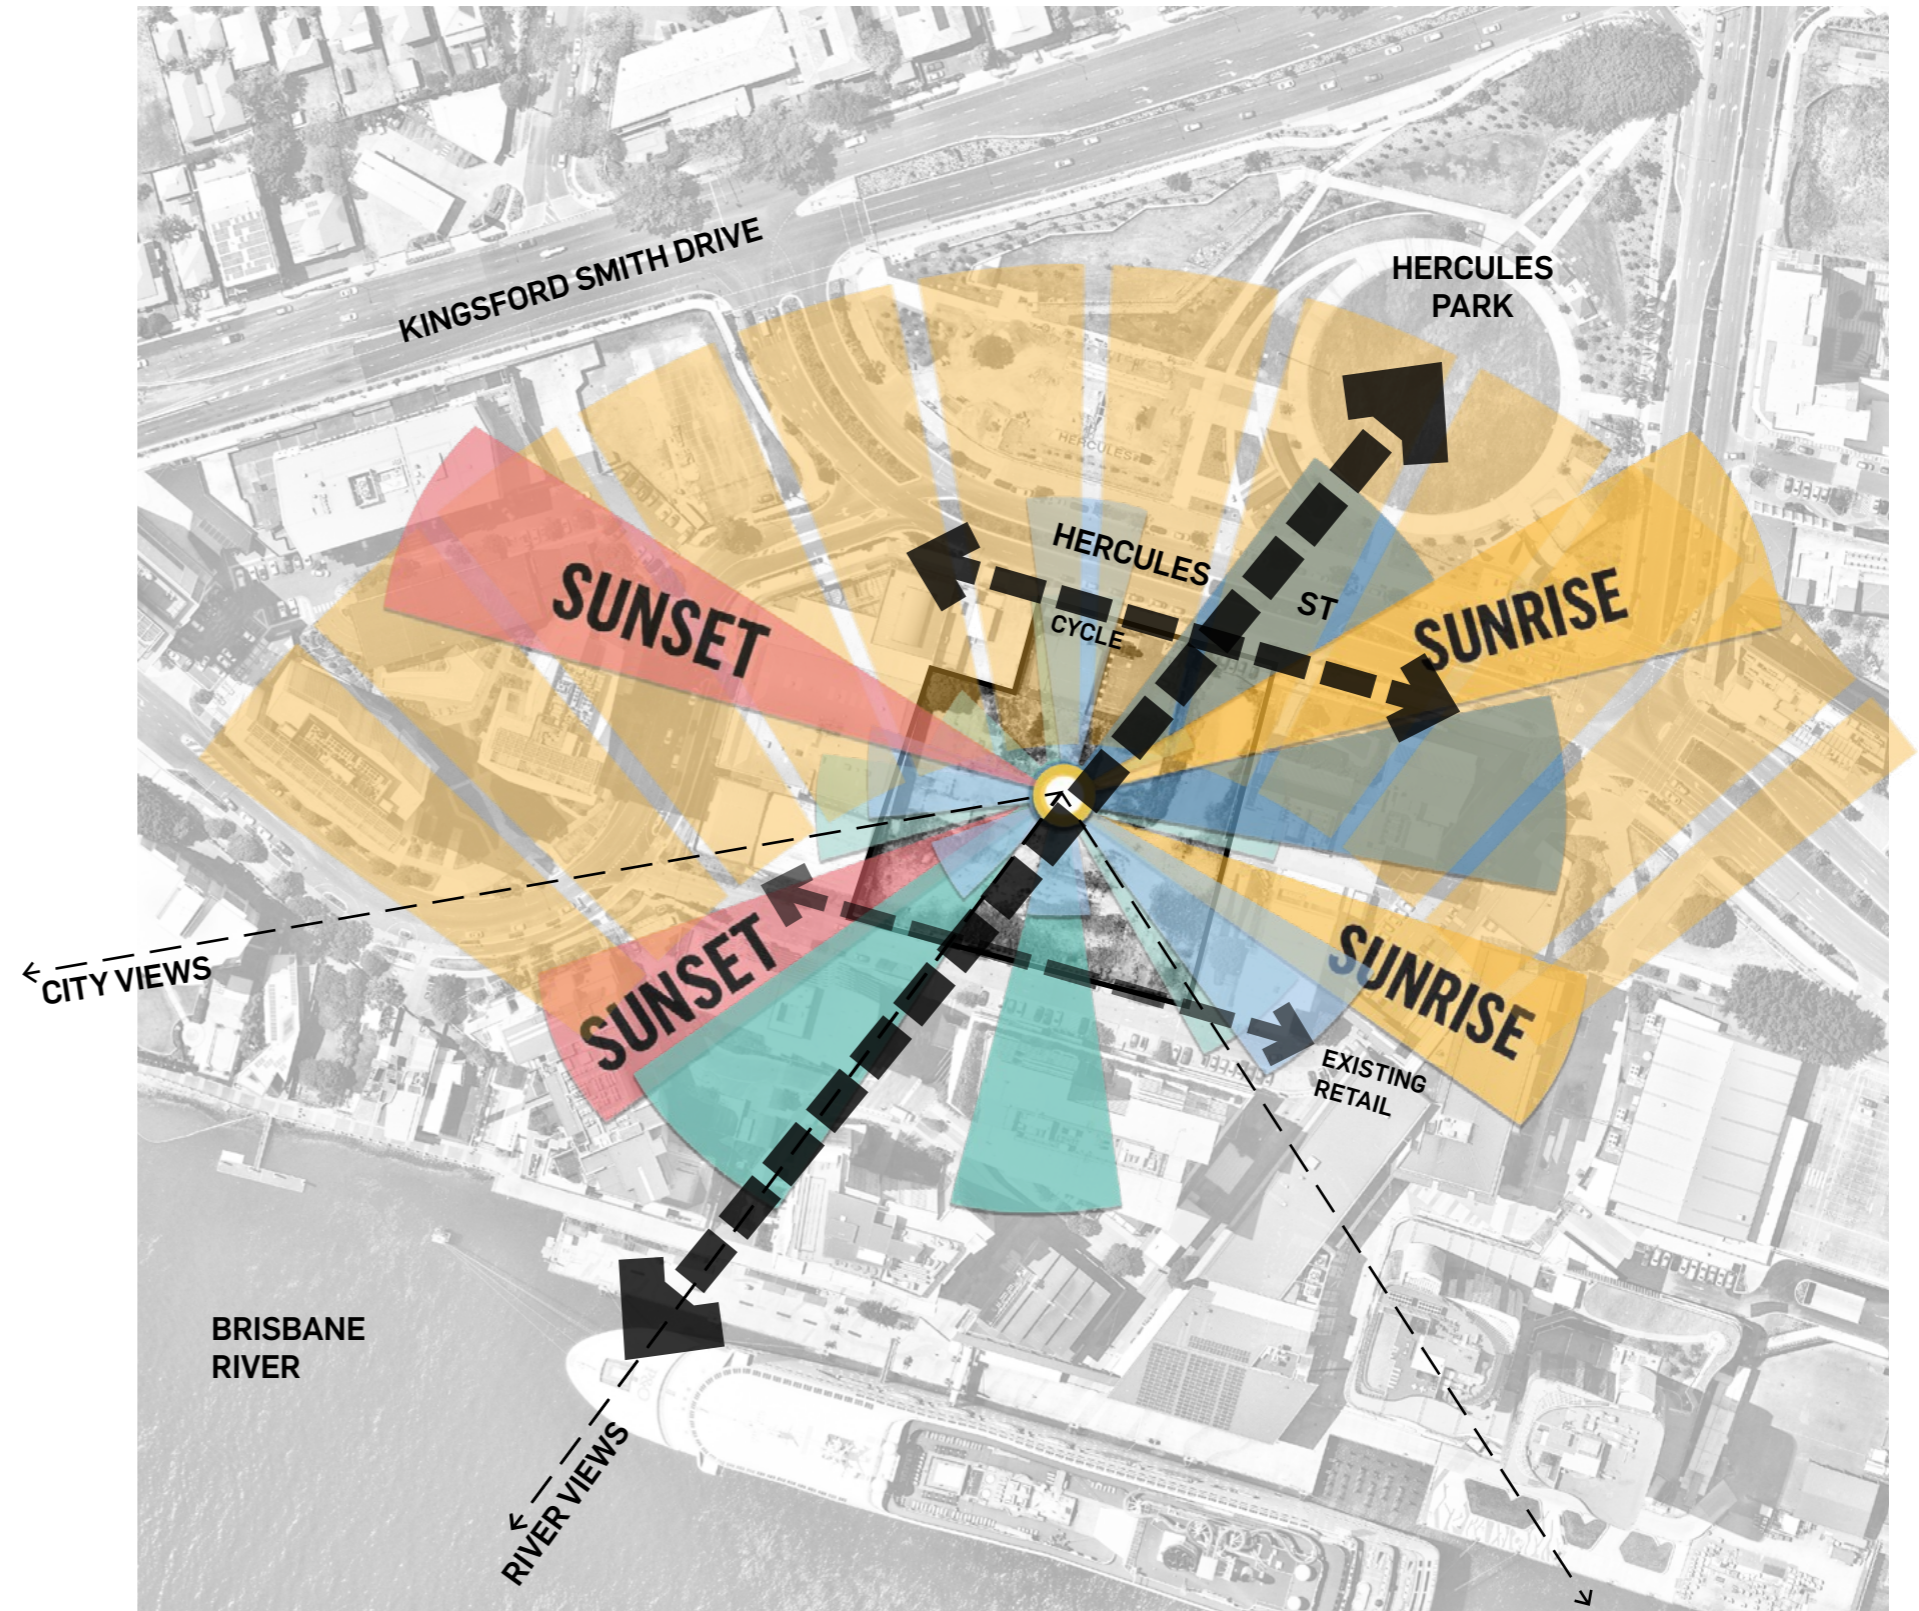 KINGSFORD SMITH DRIVE
HERCULES
PARK
HERCULES
HERCULES
ST
CYCLE
SUNSET
SUNRISE
CITY VIEWS
SUNSET
SUNRISE
EXISTING
RETAIL
BRISBANE
RIVER
RIVER VIEWS